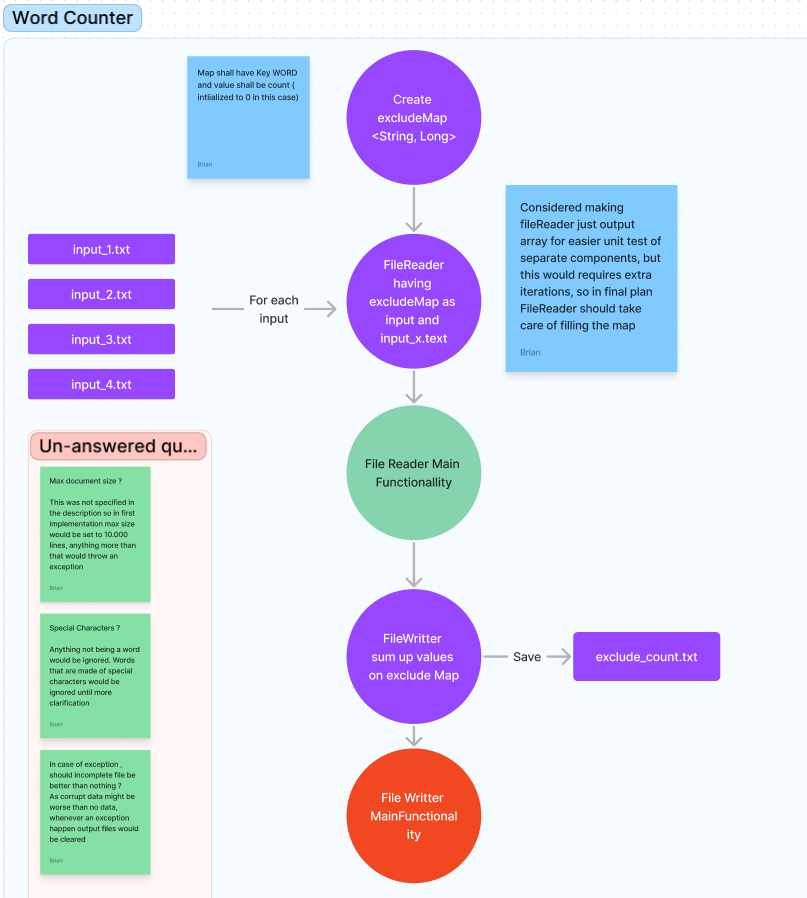 Word Counter
Map shall have Key WORD
and value shall be count (
intiialized to 0 in this case)
Brian
Create
excludeMap
<String, Long>
Considered making
fileReader just output
array for easier unit test of
separate components, but
this would requires extra
iterations, so in final plan
FileReader should take
care of filling the map
Brian
input_1.txt
input_2.txt
input_3.txt
input_4.txt
For each
input
FileReader
having
excludeMap as
input and
input_x.text
File Reader Main
Functionallity
Un-answered qu...
Max document size ?
This was not specified in
the description so in first
implementation max size
would be set to 10.000
lines, anything more than
that would throw an
exception
Brian
Special Characters ?
Anything not being a word
would be ignored. Words
that are made of special
characters would be
ignored until more
clarification
Brian
In case of exception ,
should incomplete file be
better than nothing ?
As corrupt data might be
worse than no data,
whenever an exception
happen output files would
be cleared
Brian
FileWritter
sum up values
on exclude Map
Save
exclude_count.txt
File Writter
MainFunctional
ity